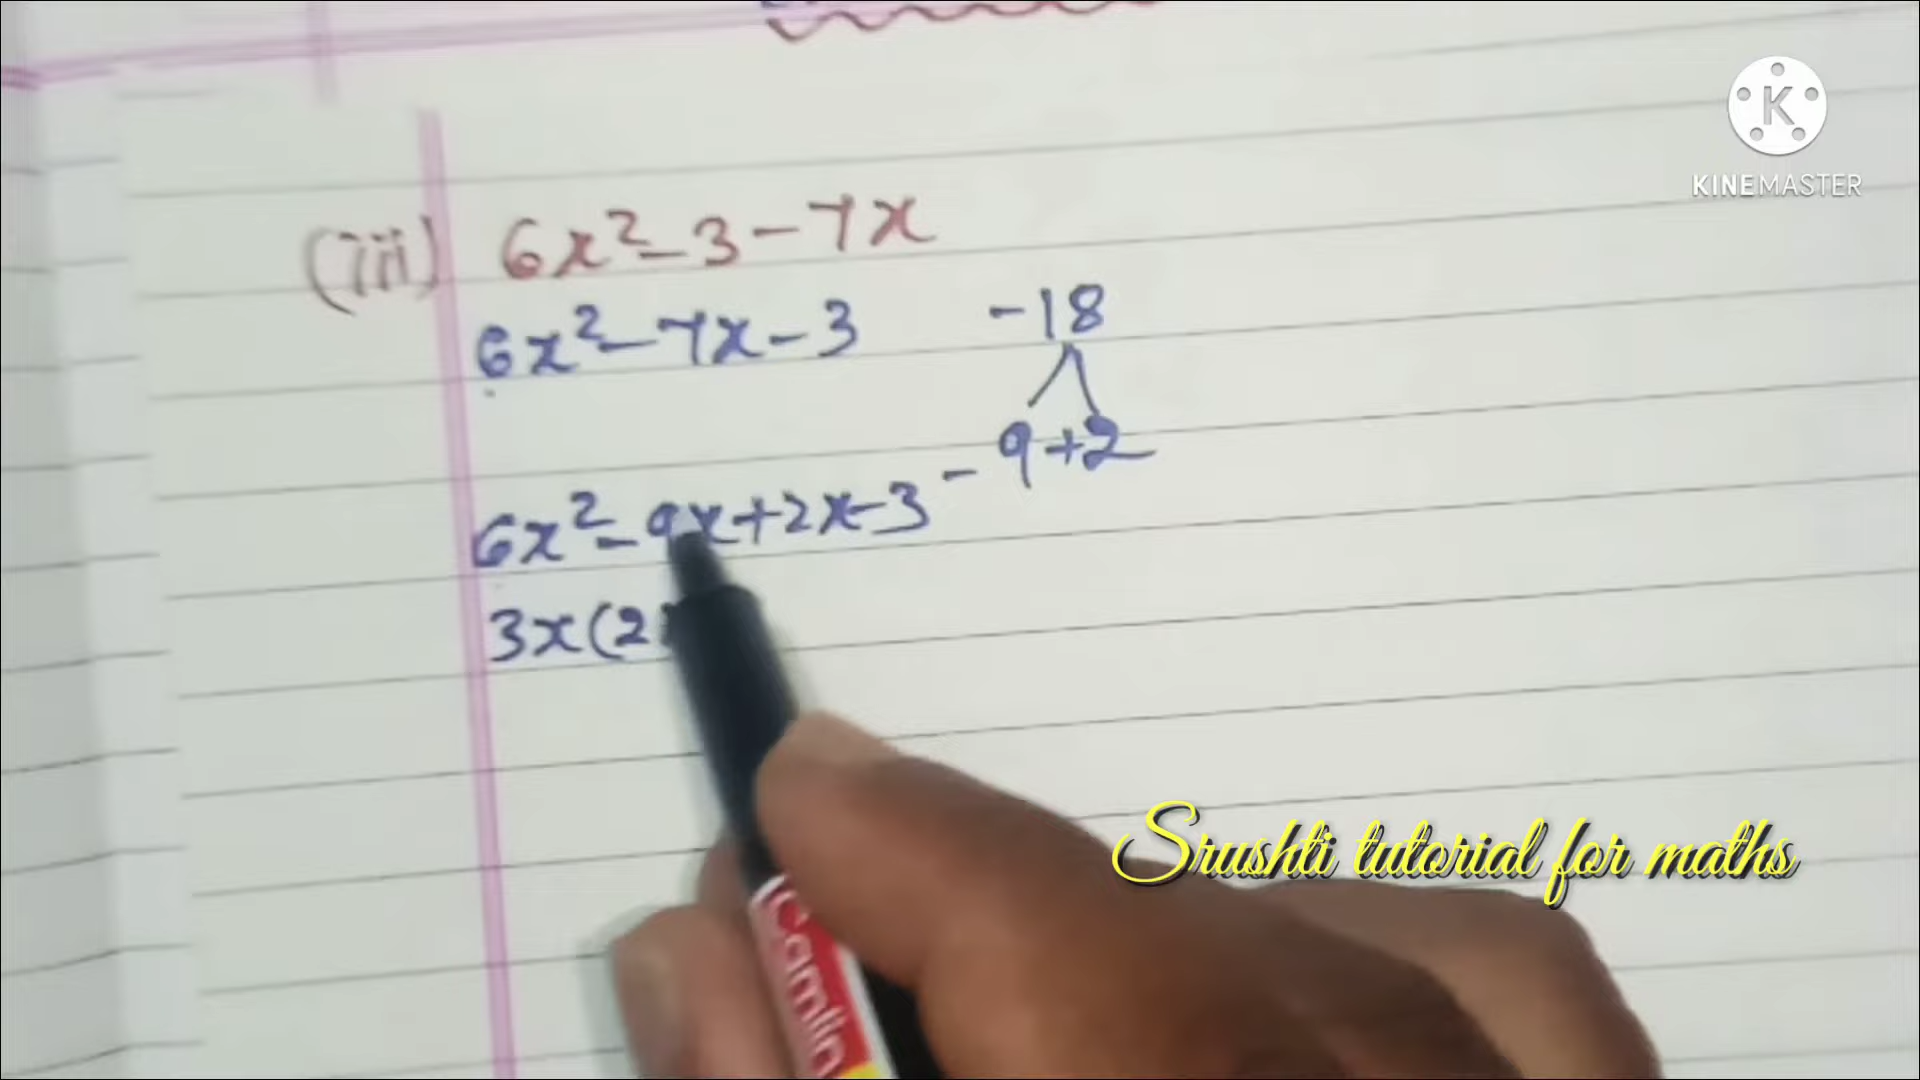 K
KINEMASTER
(iii) 6x² - 3 - 7x
6x² - 7x - 3
-18
- 9 + 2
6x² - 9x + 2x - 3
3x(2
Srushti tutorial for maths
Camlin